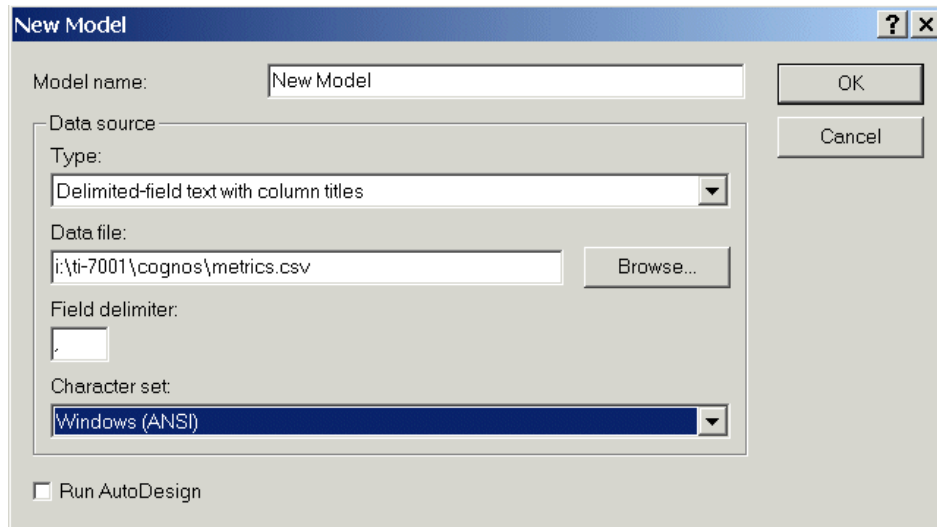 New Model
Model name:
New Model
OK
Cancel
Data source
Type:
Delimited-field text with column titles
Data file:
i:\ti-7001\cognos\metrics.csv
Browse...
Field delimiter:
,
Character set:
Windows (ANSI)
Run AutoDesign